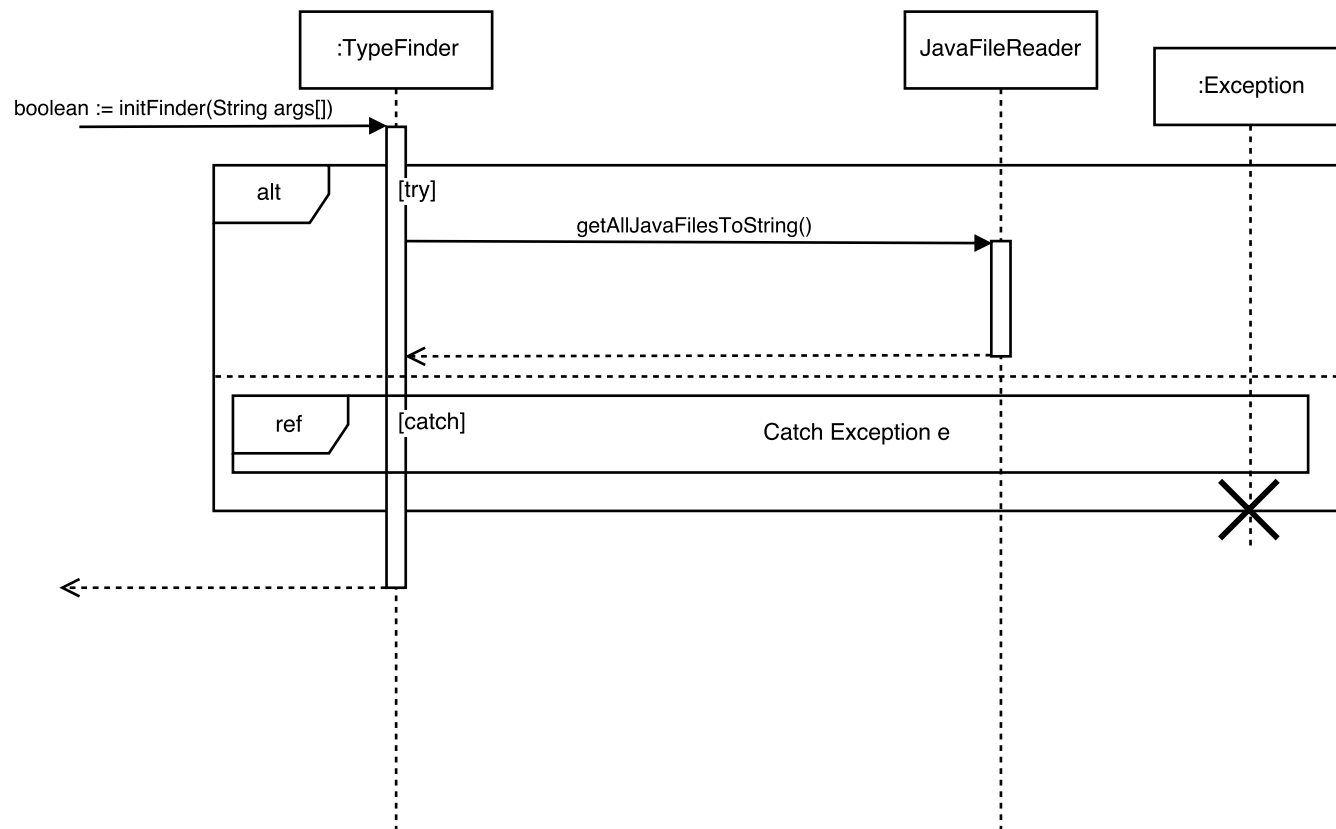 :TypeFinder
JavaFileReader
:Exception
boolean := initFinder(String args[])
alt
[try]
getAllJavaFilesToString()
ref
[catch]
Catch Exception e